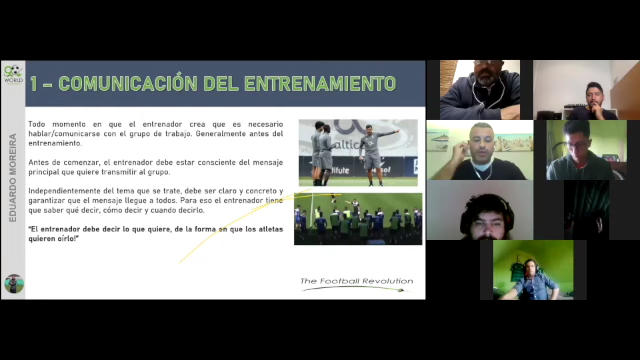 WORLD
1 – COMUNICACIÓN DEL ENTRENAMIENTO
EDUARDO MOREIRA
Todo momento en que el entrenador crea que es necesario
hablar/comunicarse con el grupo de trabajo. Generalmente antes del
entrenamiento.
Antes de comenzar, el entrenador debe estar consciente del mensaje
principal que quiere transmitir al grupo.
Independientemente del tema que se trate, debe ser claro y concreto y
garantizar que el mensaje llegue a todos. Para eso el entrenador tiene
que saber qué decir, cómo decir y cuando decirlo.
"El entrenador debe decir lo que quiere, de la forma en que los atletas
quieren oírlo!"
The Football Revolution